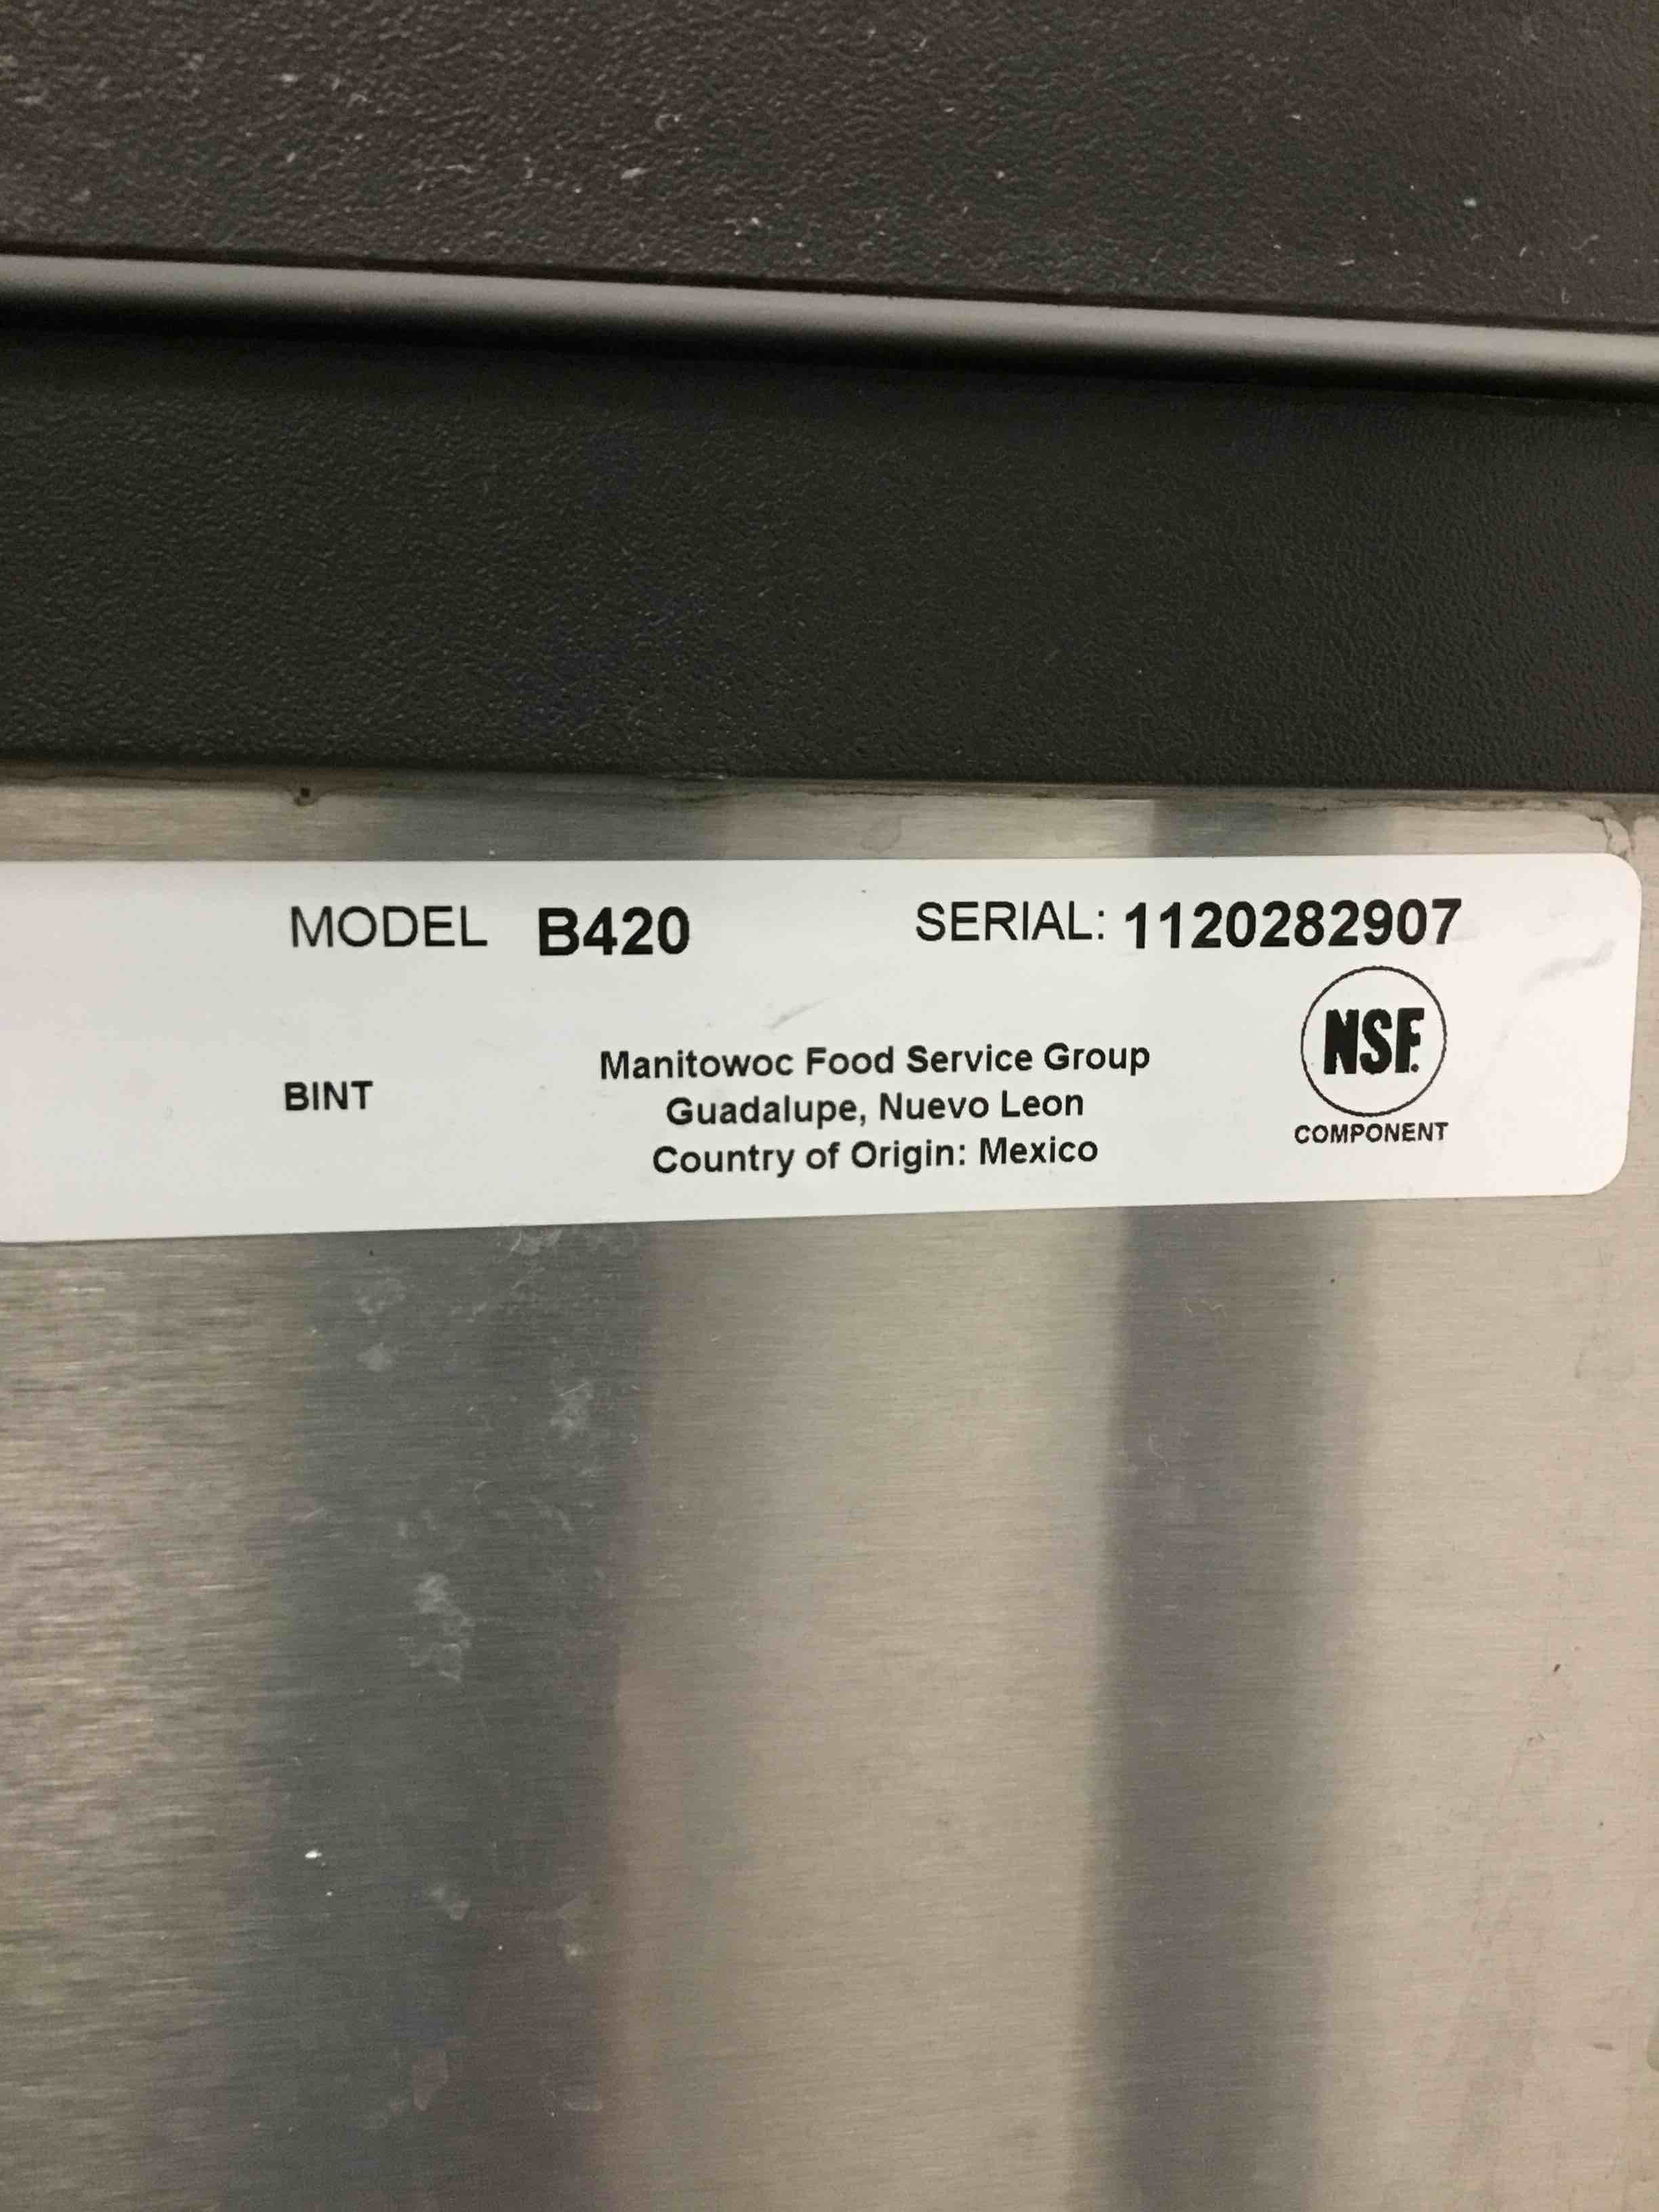 MODEL B420 SERIAL: 1120282907
NSF.
COMPONENT
BINT
Manitowoc Food Service Group
Guadalupe, Nuevo Leon
Country of Origin: Mexico